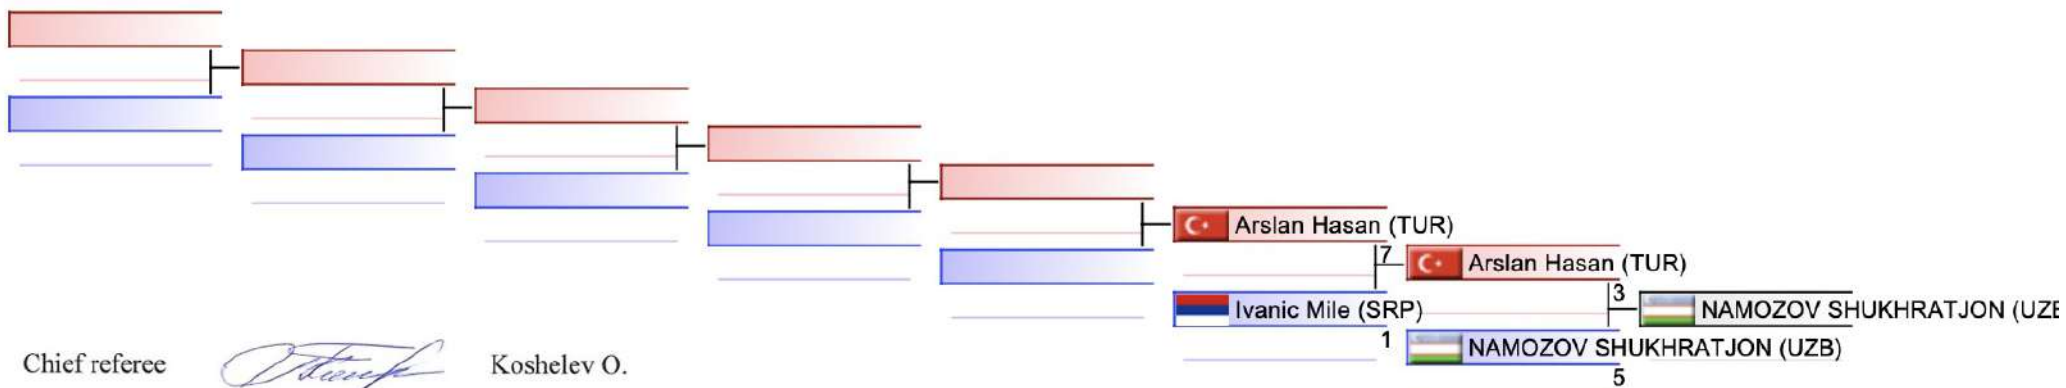 Arslan Hasan (TUR)
7
Arslan Hasan (TUR)
3
Ivanic Mile (SRP)
NAMOZOV SHUKHRATJON (UZB
1
NAMOZOV SHUKHRATJON (UZB)
5
Chief referee
Koshelev O.